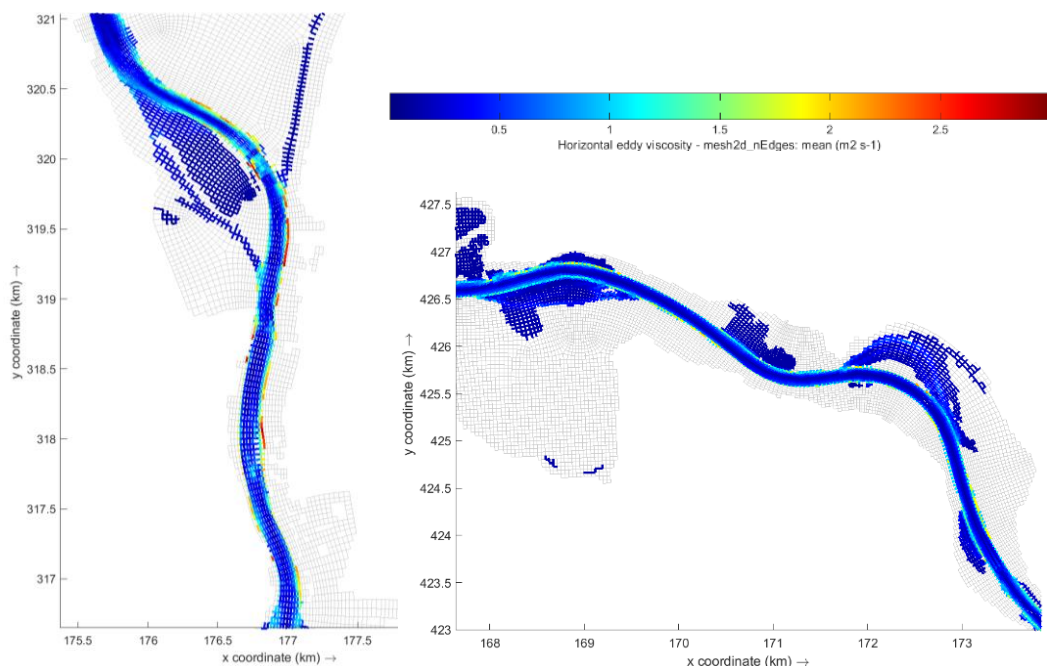 321
320.5
320
319.5
319
318.5
318
317.5
317
y coordinate (km) →
175.5 176 176.5 177 177.5
x coordinate (km) →
0.5 1 1.5 2 2.5
Horizontal eddy viscosity - mesh2d_nEdges: mean (m2 s-1)
427.5
427
426.5
426
425.5
425
424.5
424
423.5
423
y coordinate (km) →
168 169 170 171 172 173
x coordinate (km) →